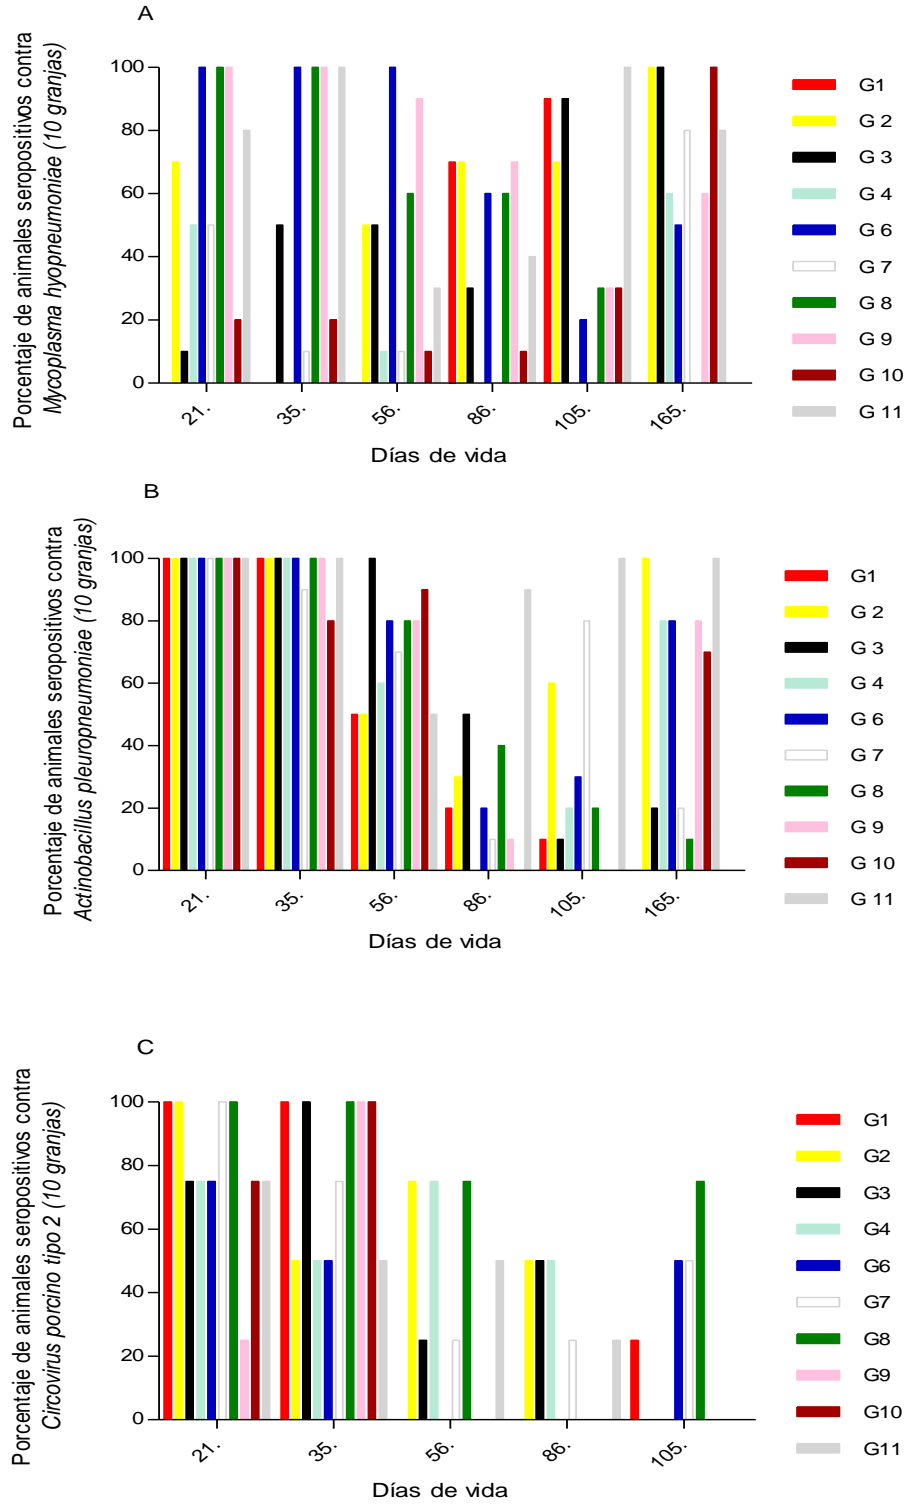 A
Porcentaje de animales seropositivos contra
Mycoplasma hyopneumoniae (10 granjas)
100
80
60
40
20
0
21.
35.
56.
86.
105.
165.
Días de vida
G1
G 2
G 3
G 4
G 6
G 7
G 8
G 9
G 10
G 11
B
Porcentaje de animales seropositivos contra
Actinobacillus pleuropneumoniae (10 granjas)
100
80
60
40
20
0
21.
35.
56.
86.
105.
165.
Días de vida
G1
G 2
G 3
G 4
G 6
G 7
G 8
G 9
G 10
G 11
C
Porcentaje de animales seropositivos contra
Circovirus porcino tipo 2 (10 granjas)
100
80
60
40
20
0
21.
35.
56.
86.
105.
Días de vida
G1
G2
G3
G4
G6
G7
G8
G9
G10
G11